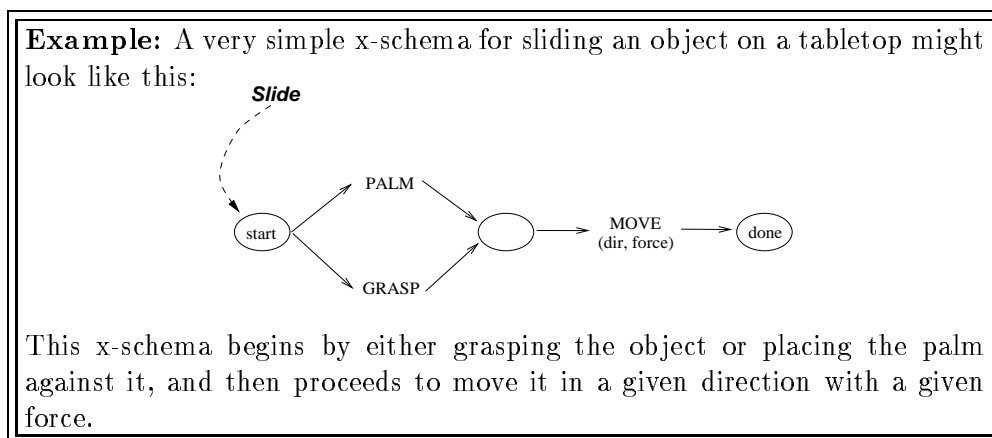 Example: A very simple x-schema for sliding an object on a tabletop might
look like this:
Slide
PALM
start
MOVE
(dir, force)
done
GRASP
This x-schema begins by either grasping the object or placing the palm
against it, and then proceeds to move it in a given direction with a given
force.